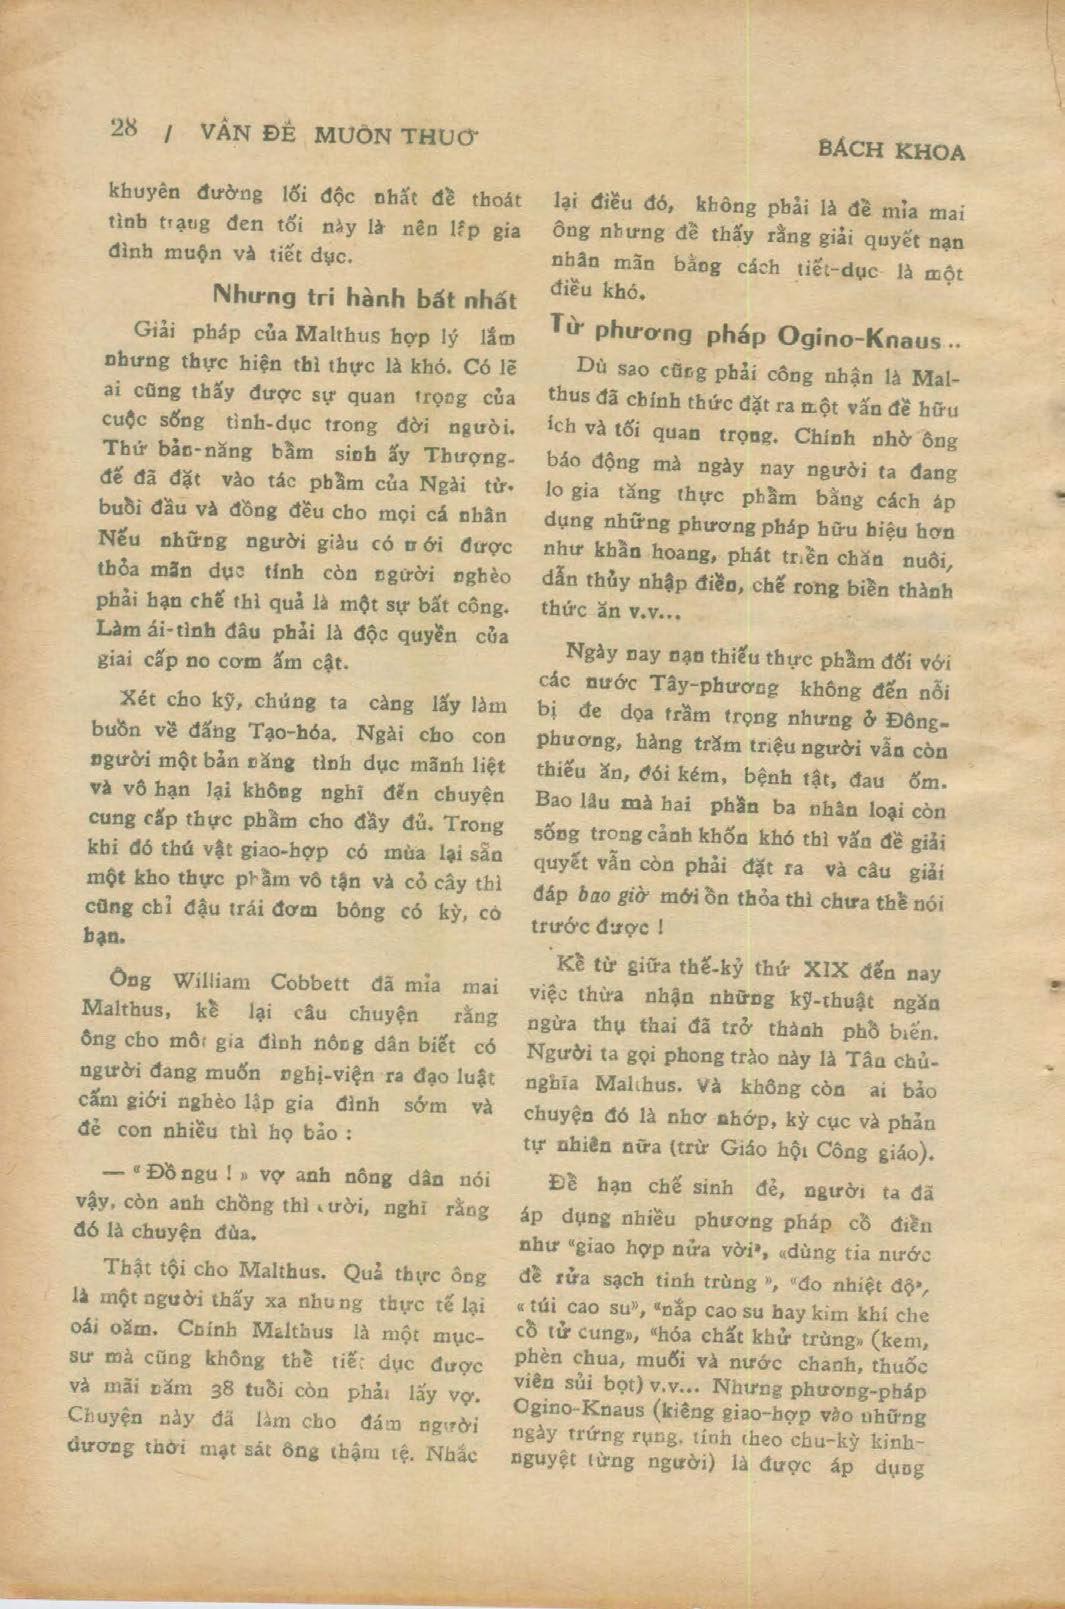 28 / VẤN ĐỀ MUÔN THUỞ
BÁCH KHOA
khuyên đường lối độc nhất để thoát
tình trạng đen tối này là nên lập gia
đình muộn và tiết dục.
Nhưng tri hành bất nhất
Giải pháp của Malthus hợp lý lắm
nhưng thực hiện thì thực là khó. Có lẽ
ai cũng thấy được sự quan trọng của
cuộc sống tình-dục trong đời người.
Thứ bản-năng bẩm sinh ấy Thượng-
đế đã đặt vào tác phẩm của Ngài từ
buổi đầu và đồng đều cho mọi cá nhân
Nếu những người giàu có mới được
thỏa mãn dục tính còn người nghèo
phải hạn chế thì quả là một sự bất công.
Làm ái-tình đâu phải là độc quyền của
giai cấp no cơm ấm cật.
Xét cho kỹ, chúng ta càng lấy làm
buồn về đấng Tạo-hóa. Ngài cho con
người một bản năng tình dục mãnh liệt
và vô hạn lại không nghĩ đến chuyện
cung cấp thực phẩm cho đầy đủ. Trong
khi đó thú vật giao-hợp có mùa lại sẵn
một kho thực phẩm vô tận và cỏ cây thì
cũng chỉ đậu trái đơm bông có kỳ, có
hạn.
Ông William Cobbett đã mỉa mai
Malthus, kể lại câu chuyện rằng
ông cho một gia đình nông dân biết có
người đang muốn nghị-viện ra đạo luật
cấm giới nghèo lập gia đình sớm và
đẻ con nhiều thì họ bảo :
— « Đồ ngu ! » vợ anh nông dân nói
vậy, còn anh chồng thì cười, nghĩ rằng
đó là chuyện đùa.
Thật tội cho Malthus. Quả thực ông
là một người thấy xa nhưng thực tế lại
oái oăm. Chính Malthus là một mục-
sư mà cũng không thể tiết dục được
và mãi năm 38 tuổi còn phải lấy vợ.
Chuyện này đã làm cho đám người
đương thời mạt sát ông thậm tệ. Nhắc
lại điều đó, không phải là để mỉa mai
ông nhưng để thấy rằng giải quyết nạn
nhân mãn bằng cách tiết-dục là một
điều khó.
Từ phương pháp Ogino-Knaus..
Dù sao cũng phải công nhận là Mal-
thus đã chính thức đặt ra một vấn đề hữu
ích và tối quan trọng. Chính nhờ ông
báo động mà ngày nay người ta đang
lo gia tăng thực phẩm bằng cách áp
dụng những phương pháp hữu hiệu hơn
như khẩn hoang, phát triển chăn nuôi,
dẫn thủy nhập điền, chế rong biển thành
thức ăn v.v...
Ngày nay nạn thiếu thực phẩm đối với
các nước Tây-phương không đến nỗi
bị đe dọa trầm trọng nhưng ở Đông-
phương, hàng trăm triệu người vẫn còn
thiếu ăn, đói kém, bệnh tật, đau ốm.
Bao lâu mà hai phần ba nhân loại còn
sống trong cảnh khốn khó thì vấn đề giải
quyết vẫn còn phải đặt ra và câu giải
đáp bao giờ mới ổn thỏa thì chưa thể nói
trước được !
Kể từ giữa thế-kỷ thứ XIX đến nay
việc thừa nhận những kỹ-thuật ngăn
ngừa thụ thai đã trở thành phổ biến.
Người ta gọi phong trào này là Tân chủ-
nghĩa Malthus. Và không còn ai bảo
chuyện đó là nhơ nhớp, kỳ cục và phản
tự nhiên nữa (trừ Giáo hội Công giáo).
Để hạn chế sinh đẻ, người ta đã
áp dụng nhiều phương pháp cổ điển
như “giao hợp nửa vời”, «dùng tia nước
để rửa sạch tinh trùng », “đo nhiệt độ”,
« túi cao su», “nắp cao su hay kim khí che
cổ tử cung», “hóa chất khử trùng» (kem,
phèn chua, muối và nước chanh, thuốc
viên sủi bọt) v.v... Nhưng phương-pháp
Ogino-Knaus (kiêng giao-hợp vào những
ngày trứng rụng, tính theo chu-kỳ kinh-
nguyệt từng người) là được áp dụng